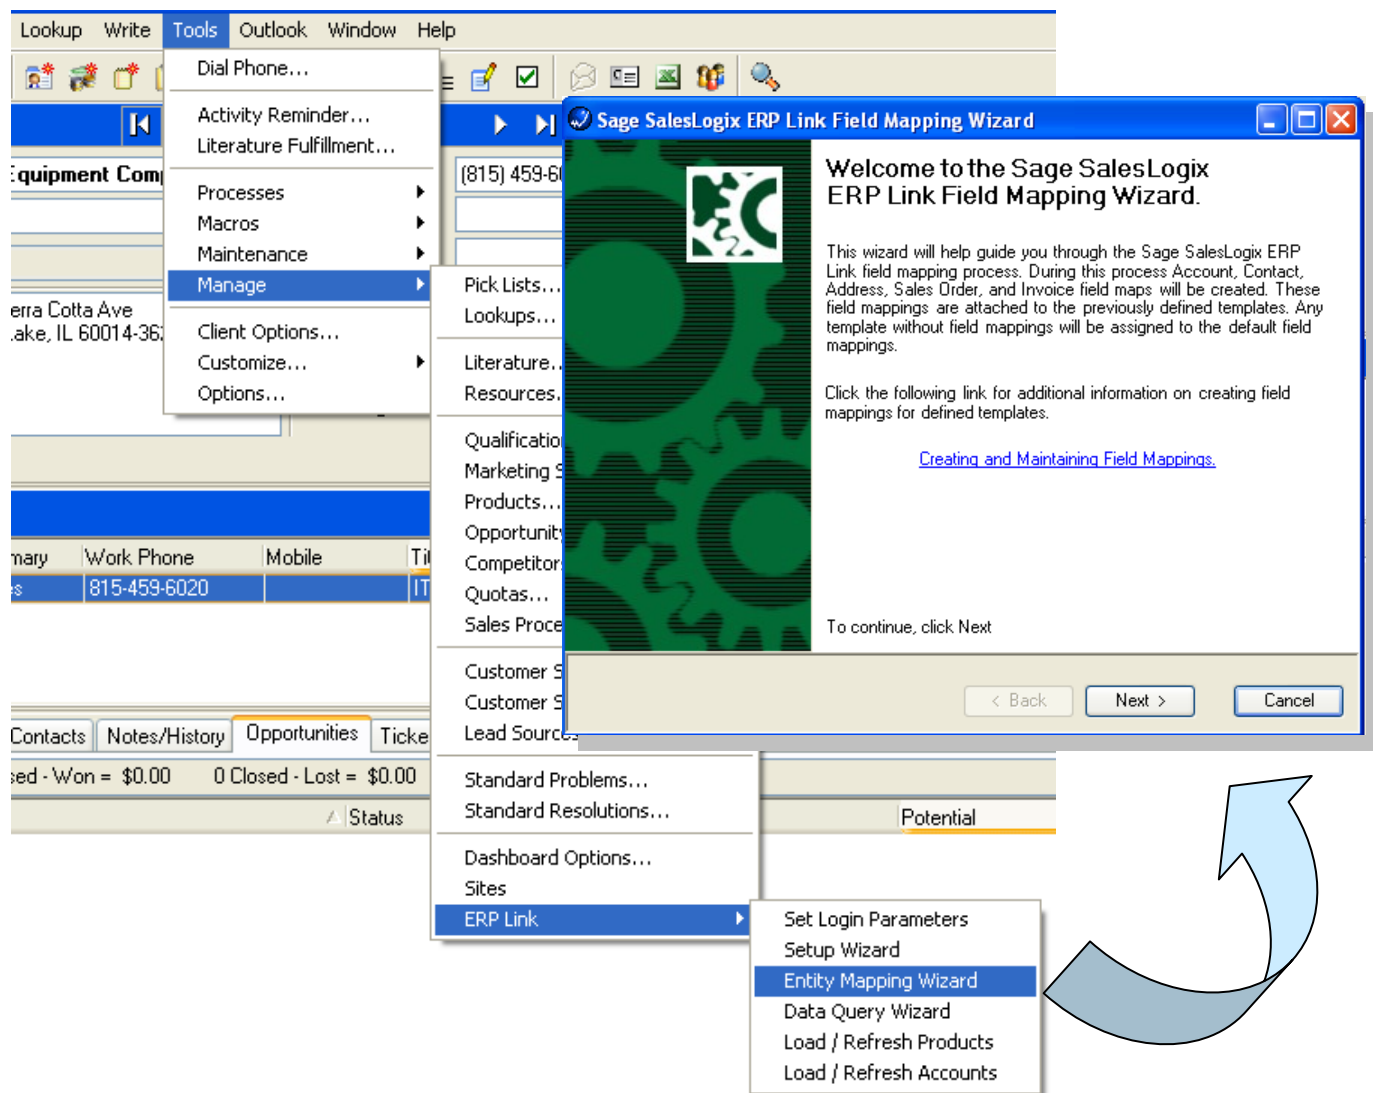 Lookup Write Tools Outlook Window Help
Dial Phone...
Activity Reminder...
Literature Fulfillment...
Processes
Macros
Maintenance
Manage
Client Options...
Customize...
Options...
(815) 459-6
erra Cotta Ave
ake, IL 60014-36
Work Phone Mobile
815-459-6020 IT
Contacts Notes/History Opportunities Ticke
sed - Won = $0.00 0 Closed - Lost = $0.00
Status Potential
Pick Lists...
Lookups...
Literature..
Resources.
Qualificatio
Marketing S
Products...
Opportunit
Competitor
Quotas...
Sales Proce
Customer S
Customer S
Lead Sources
Standard Problems...
Standard Resolutions...
Dashboard Options...
Sites
ERP Link
Set Login Parameters
Setup Wizard
Entity Mapping Wizard
Data Query Wizard
Load / Refresh Products
Load / Refresh Accounts
Sage SalesLogix ERP Link Field Mapping Wizard
Welcome to the Sage SalesLogix
ERP Link Field Mapping Wizard.
This wizard will help guide you through the Sage SalesLogix ERP
Link field mapping process. During this process Account, Contact,
Address, Sales Order, and Invoice field maps will be created. These
field mappings are attached to the previously defined templates. Any
template without field mappings will be assigned to the default field
mappings.
Click the following link for additional information on creating field
mappings for defined templates.
Creating and Maintaining Field Mappings.
To continue, click Next
< Back Next > Cancel